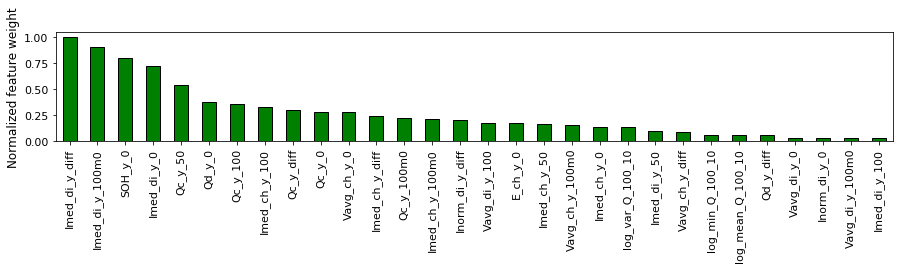 Normalized feature weight
1.00
0.75
0.50
0.25
0.00
Imed_di_y_diff
Imed_di_y_100m0
SOH_y_0
Imed_di_y_0
Qc_y_50
Qd_y_0
Qc_y_100
Imed_ch_y_100
Qc_y_diff
Qc_y_0
Vavg_ch_y_0
Imed_ch_y_diff
Qc_y_100m0
Imed_ch_y_100m0
Inorm_di_y_diff
Vavg_di_y_100
E_ch_y_0
Imed_ch_y_50
Vavg_ch_y_100m0
Imed_ch_y_0
log_var_Q_100_10
Imed_di_y_50
Vavg_ch_y_diff
log_min_Q_100_10
log_mean_Q_100_10
Qd_y_diff
Vavg_di_y_0
Inorm_di_y_0
Vavg_di_y_100m0
Imed_di_y_100